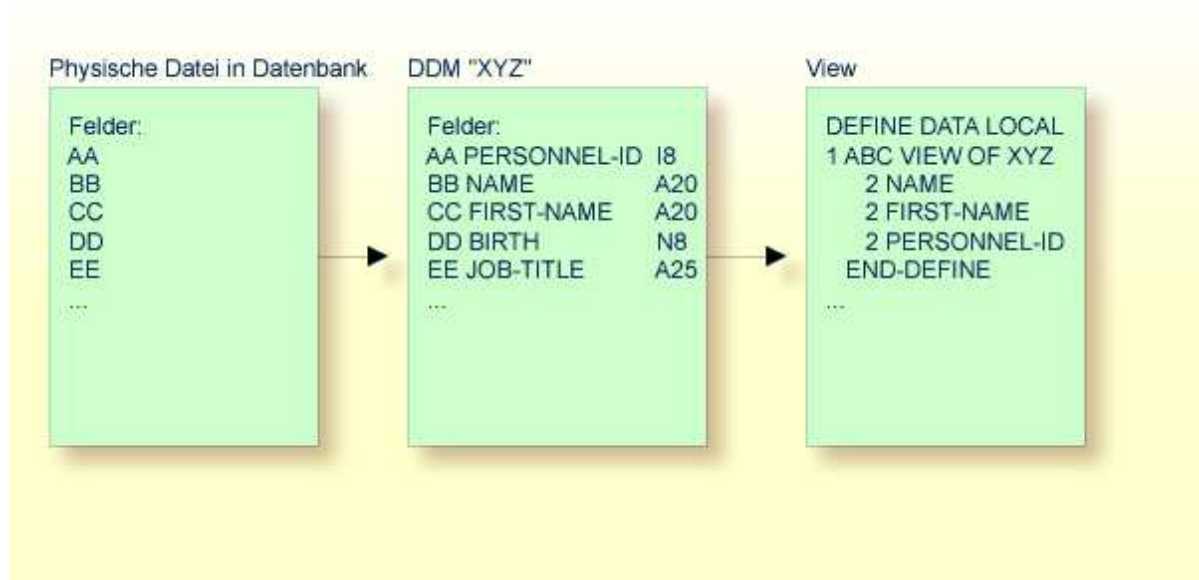 Physische Datei in Datenbank
Felder:
AA
BB
CC
DD
EE
...
DDM "XYZ"
Felder:
AA PERSONNEL-ID I8
BB NAME A20
CC FIRST-NAME A20
DD BIRTH N8
EE JOB-TITLE A25
...
View
DEFINE DATA LOCAL
1 ABC VIEW OF XYZ
2 NAME
2 FIRST-NAME
2 PERSONNEL-ID
END-DEFINE
...